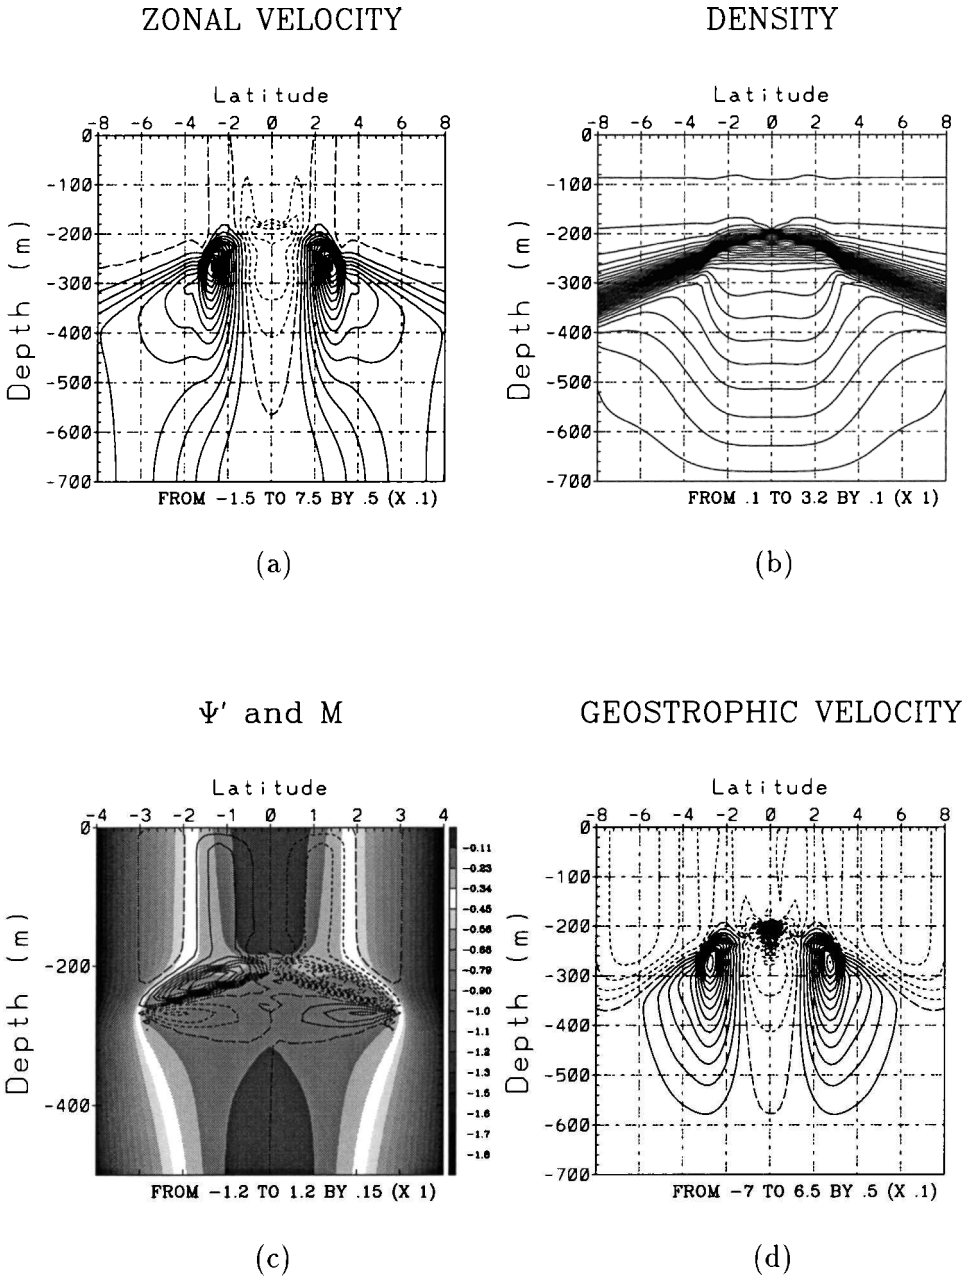 ZONAL VELOCITY
Latitude
-8 -6 -4 -2 0 2 4 6 8
0
-100
-200
-300
-400
-500
-600
-700
Depth (m)
FROM -1.5 TO 7.5 BY .5 (X .1)
(a)
DENSITY
Latitude
-8 -6 -4 -2 0 2 4 6 8
0
-100
-200
-300
-400
-500
-600
-700
Depth (m)
FROM .1 TO 3.2 BY .1 (X 1)
(b)
Ψ′ and M
Latitude
-4 -3 -2 -1 0 1 2 3 4
0
-200
-400
Depth (m)
-0.11
-0.23
-0.34
-0.45
-0.56
-0.68
-0.79
-0.90
-1.0
-1.1
-1.2
-1.3
-1.5
-1.6
-1.7
-1.8
FROM -1.2 TO 1.2 BY .15 (X 1)
(c)
GEOSTROPHIC VELOCITY
Latitude
-8 -6 -4 -2 0 2 4 6 8
0
-100
-200
-300
-400
-500
-600
-700
Depth (m)
FROM -7 TO 6.5 BY .5 (X .1)
(d)